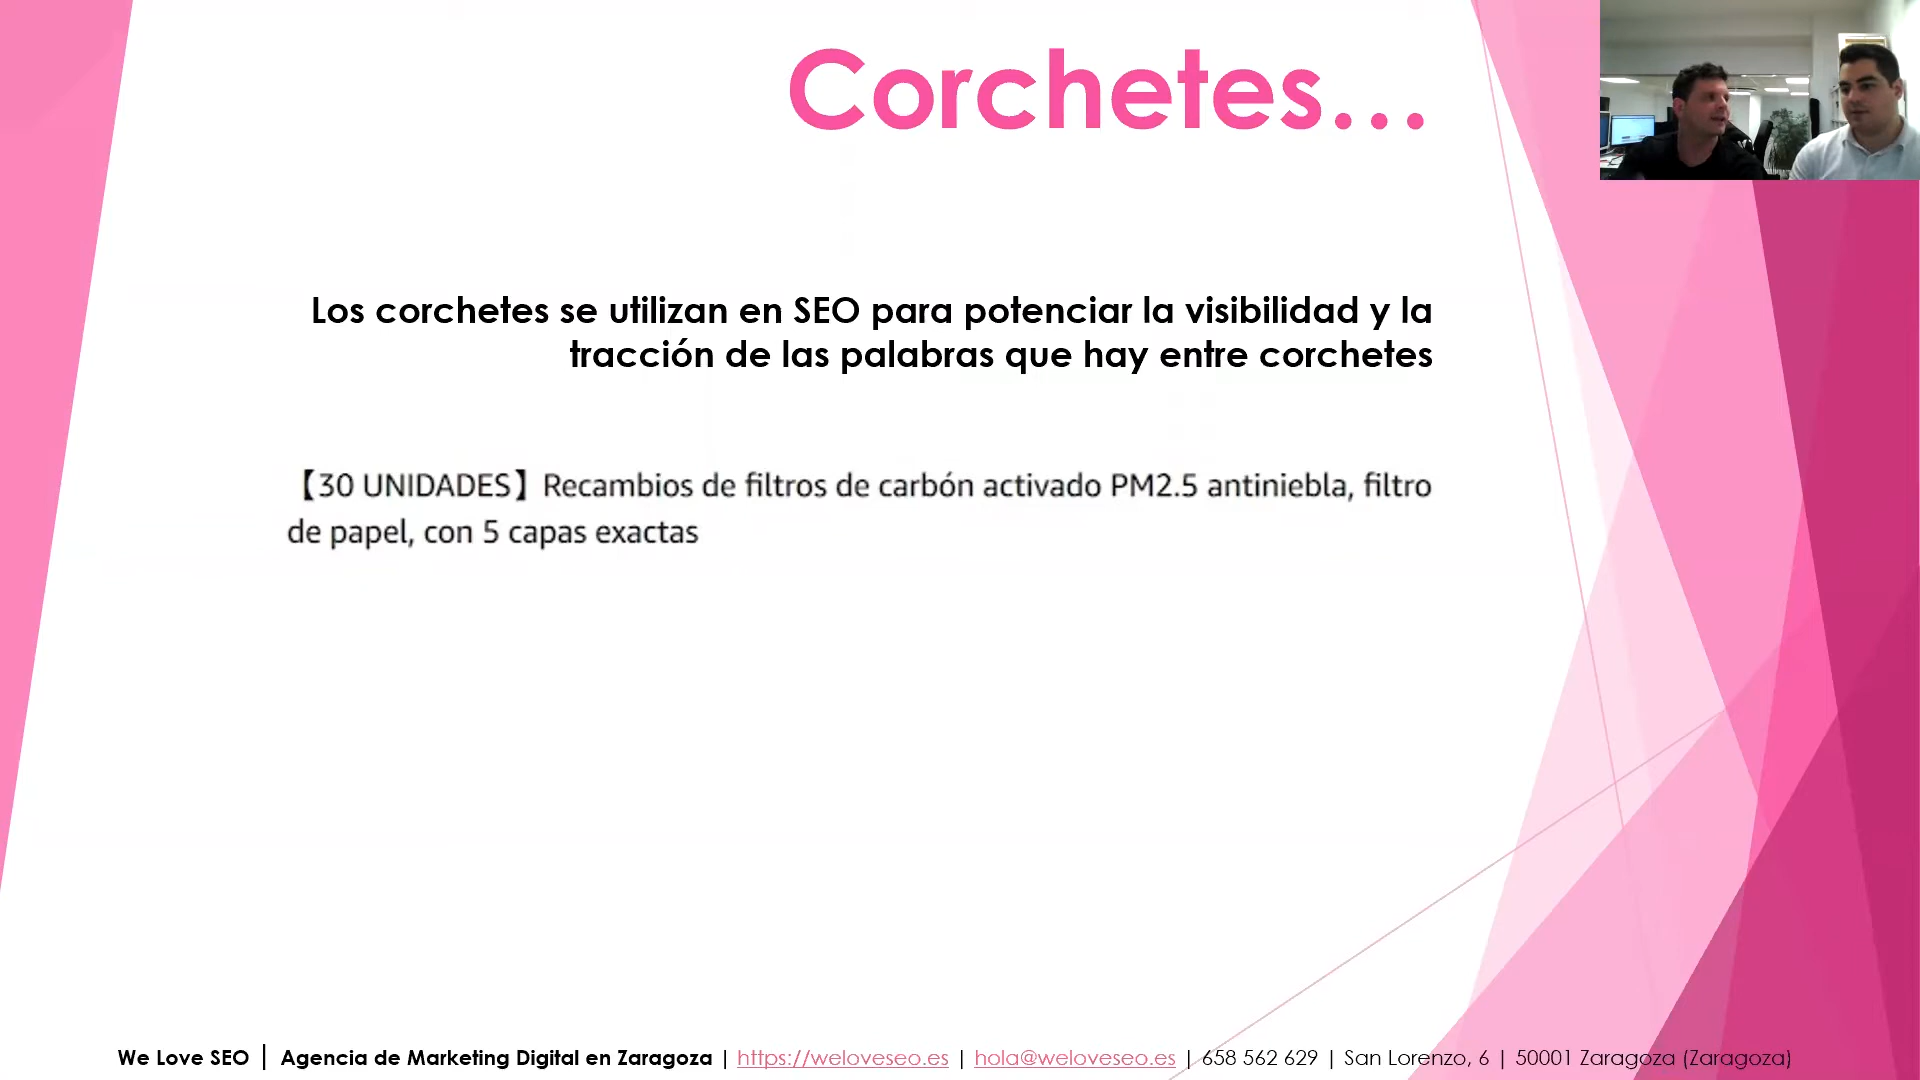 Corchetes...
Los corchetes se utilizan en SEO para potenciar la visibilidad y la
tracción de las palabras que hay entre corchetes
【30 UNIDADES】Recambios de filtros de carbón activado PM2.5 antiniebla, filtro
de papel, con 5 capas exactas
We Love SEO | Agencia de Marketing Digital en Zaragoza | https://weloveseo.es | hola@weloveseo.es | 658 562 629 | San Lorenzo, 6 | 50001 Zaragoza (Zaragoza)